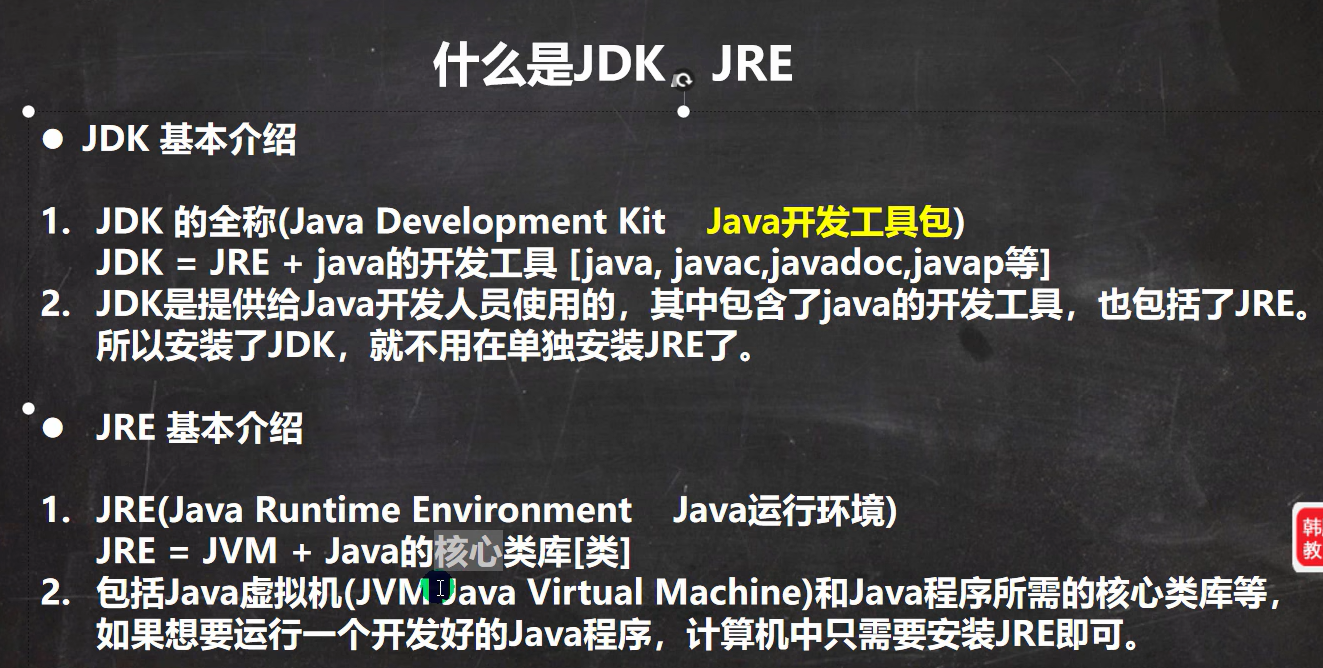 什么是JDK、JRE
● JDK 基本介绍
1. JDK 的全称(Java Development Kit Java开发工具包)
JDK = JRE + java的开发工具 [java, javac,javadoc,javap等]
2. JDK是提供给Java开发人员使用的，其中包含了java的开发工具，也包括了JRE。
所以安装了JDK，就不用在单独安装JRE了。
● JRE 基本介绍
1. JRE(Java Runtime Environment Java运行环境)
JRE = JVM + Java的核心类库[类]
2. 包括Java虚拟机(JVM Java Virtual Machine)和Java程序所需的核心类库等，
如果想要运行一个开发好的Java程序，计算机中只需要安装JRE即可。
韩
教